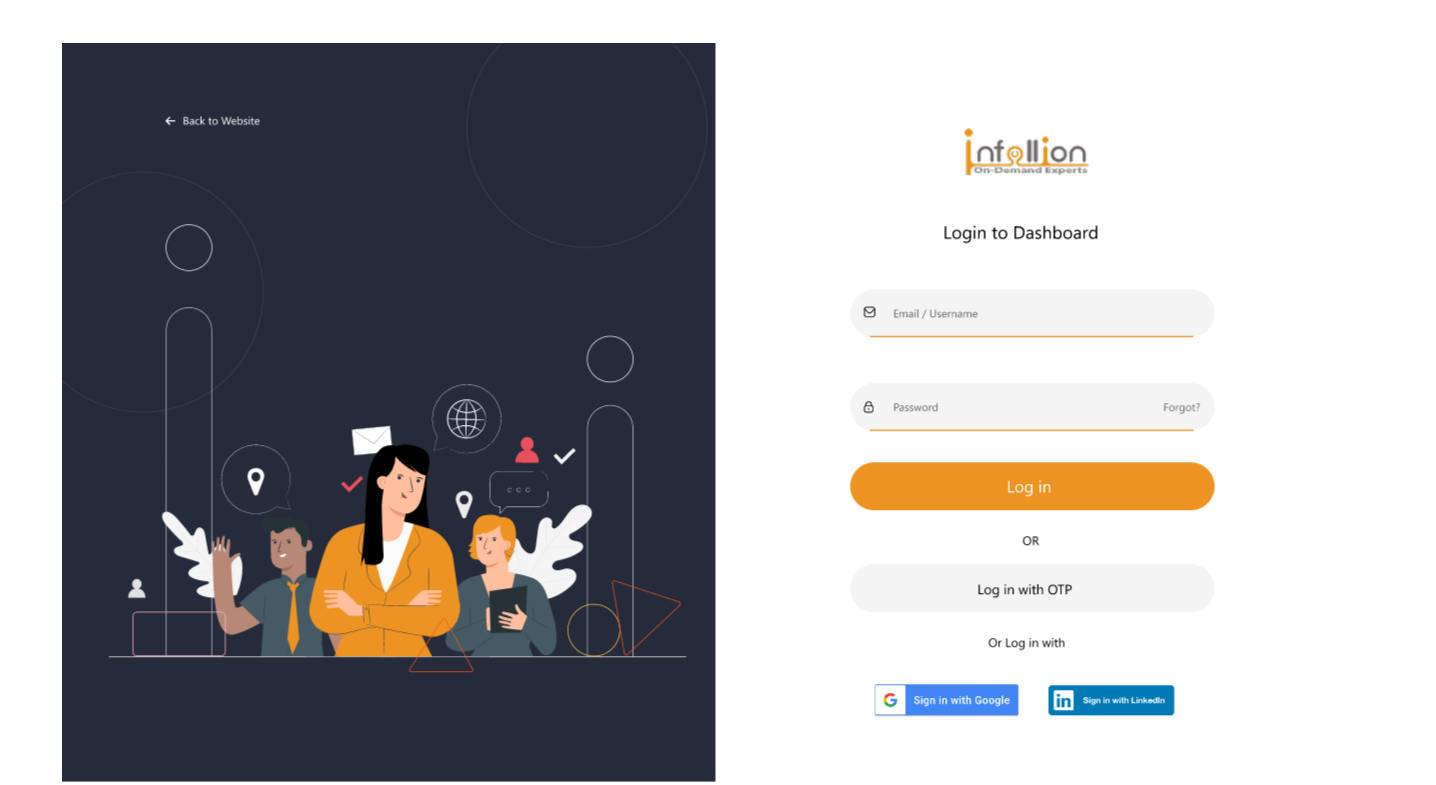 ← Back to Website
infollion
On-Demand Experts
Login to Dashboard
Email / Username
Password
Forgot?
Log in
OR
Log in with OTP
Or Log in with
G Sign in with Google
in Sign in with LinkedIn